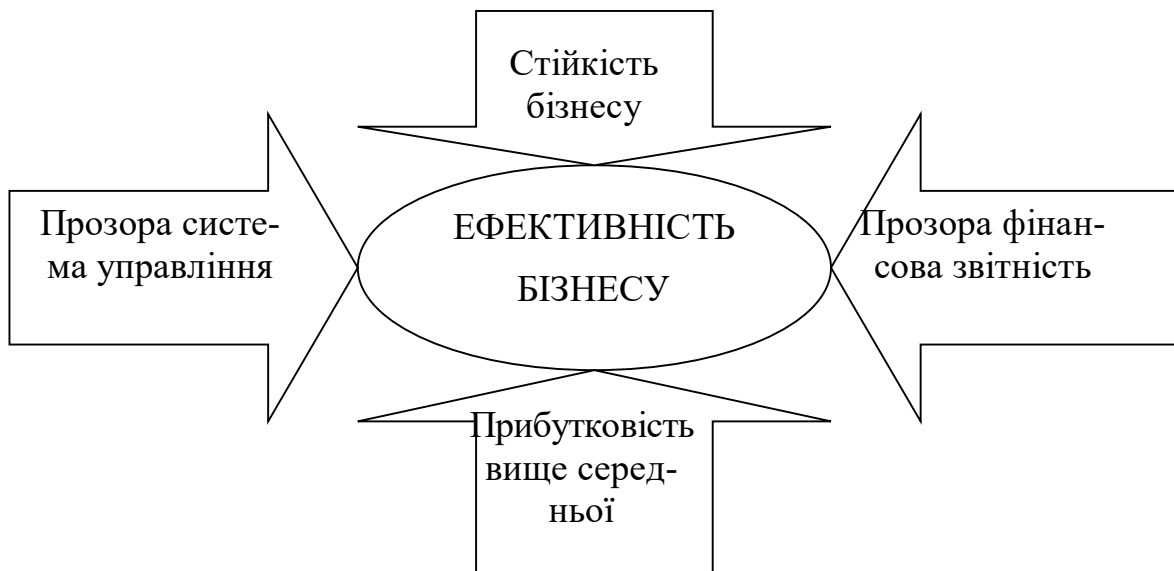 Стійкість
бізнесу
Прозора систе-
ма управління
ЕФЕКТИВНІСТЬ
БІЗНЕСУ
Прозора фінан-
сова звітність
Прибутковість
вище серед-
ньої